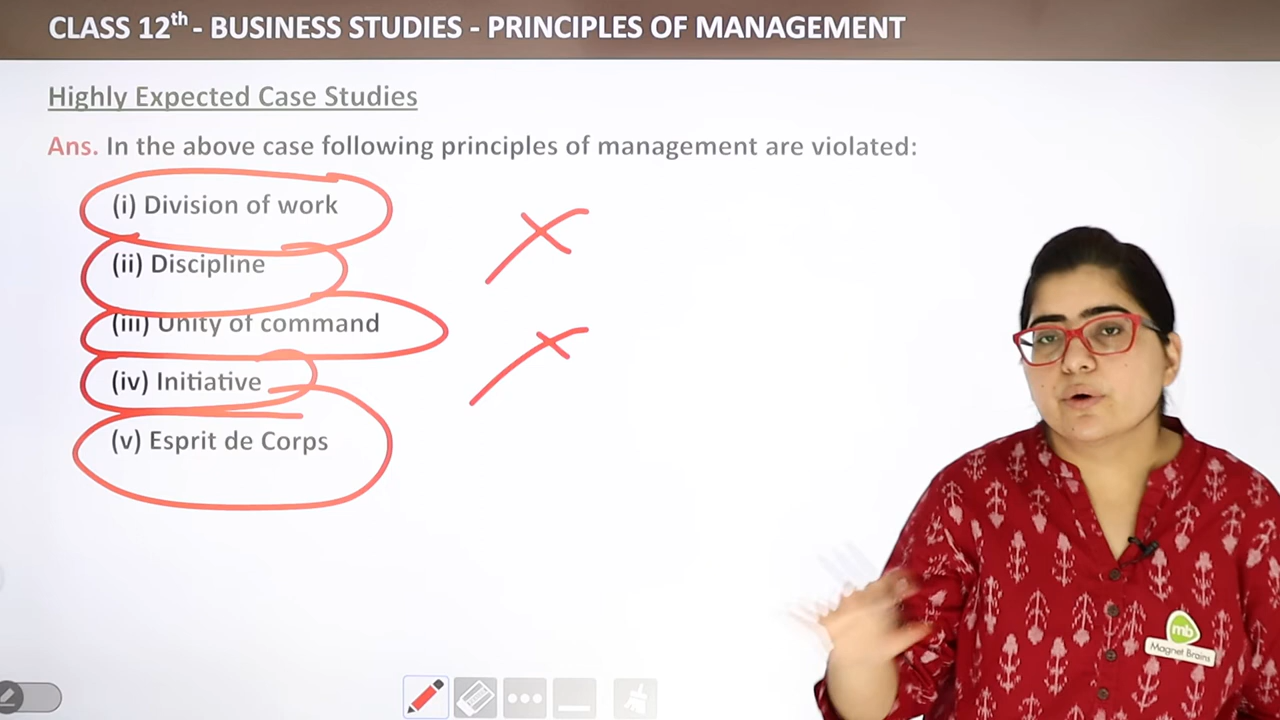 CLASS 12th - BUSINESS STUDIES - PRINCIPLES OF MANAGEMENT
Highly Expected Case Studies
Ans. In the above case following principles of management are violated:
(i) Division of work
(ii) Discipline
(iii) Unity of command
(iv) Initiative
(v) Esprit de Corps
mb
Magnet Brains